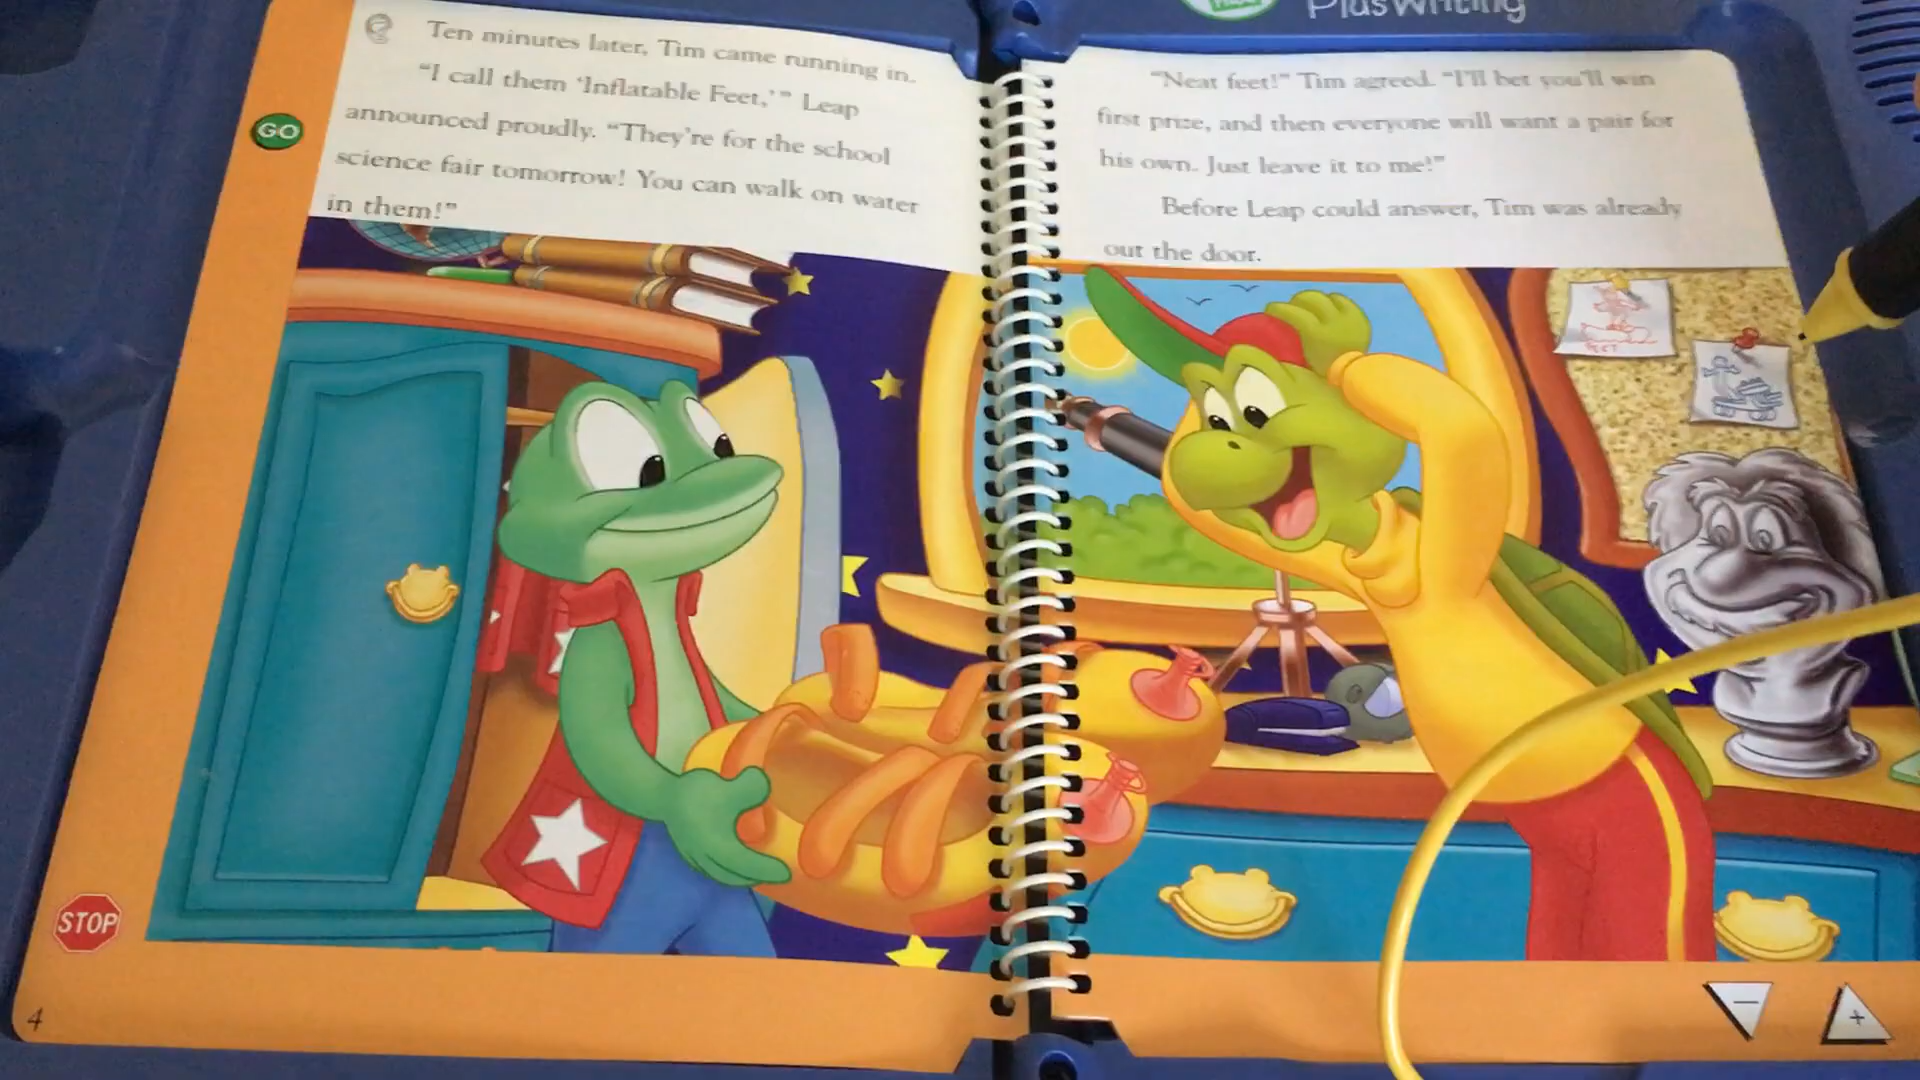 PlusWriting
Ten minutes later, Tim came running in.
"I call them 'Inflatable Feet,'" Leap
announced proudly. "They're for the school
science fair tomorrow! You can walk on water
in them!"
GO
STOP
4
"Neat feet!" Tim agreed. "I'll bet you'll win
first prize, and then everyone will want a pair for
his own. Just leave it to me!"
Before Leap could answer, Tim was already
out the door.
FEET
−
+